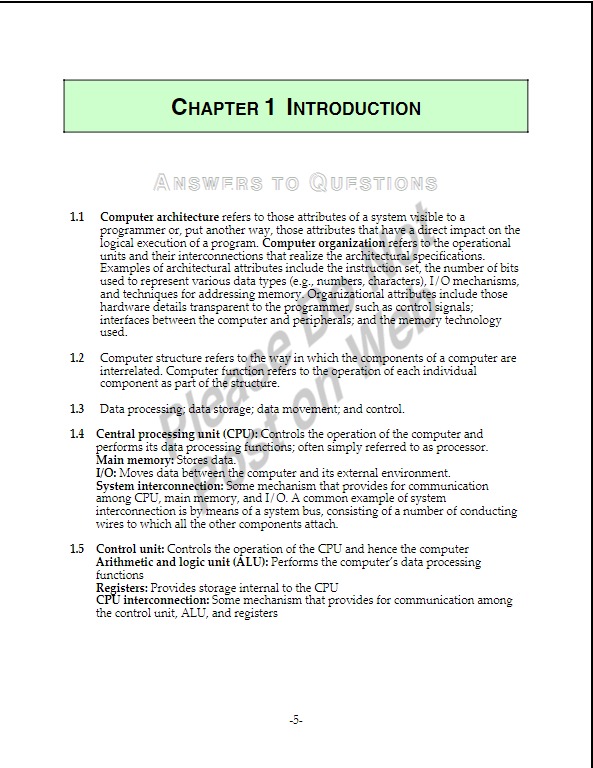 CHAPTER 1 INTRODUCTION
ANSWERS TO QUESTIONS
1.1 Computer architecture refers to those attributes of a system visible to a
programmer or, put another way, those attributes that have a direct impact on the
logical execution of a program. Computer organization refers to the operational
units and their interconnections that realize the architectural specifications.
Examples of architectural attributes include the instruction set, the number of bits
used to represent various data types (e.g., numbers, characters), I/O mechanisms,
and techniques for addressing memory. Organizational attributes include those
hardware details transparent to the programmer, such as control signals;
interfaces between the computer and peripherals; and the memory technology
used.
1.2 Computer structure refers to the way in which the components of a computer are
interrelated. Computer function refers to the operation of each individual
component as part of the structure.
1.3 Data processing; data storage; data movement; and control.
1.4 Central processing unit (CPU): Controls the operation of the computer and
performs its data processing functions; often simply referred to as processor.
Main memory: Stores data.
I/O: Moves data between the computer and its external environment.
System interconnection: Some mechanism that provides for communication
among CPU, main memory, and I/O. A common example of system
interconnection is by means of a system bus, consisting of a number of conducting
wires to which all the other components attach.
1.5 Control unit: Controls the operation of the CPU and hence the computer
Arithmetic and logic unit (ALU): Performs the computer's data processing
functions
Registers: Provides storage internal to the CPU
CPU interconnection: Some mechanism that provides for communication among
the control unit, ALU, and registers
Please Do Not
Post on Web
-5-